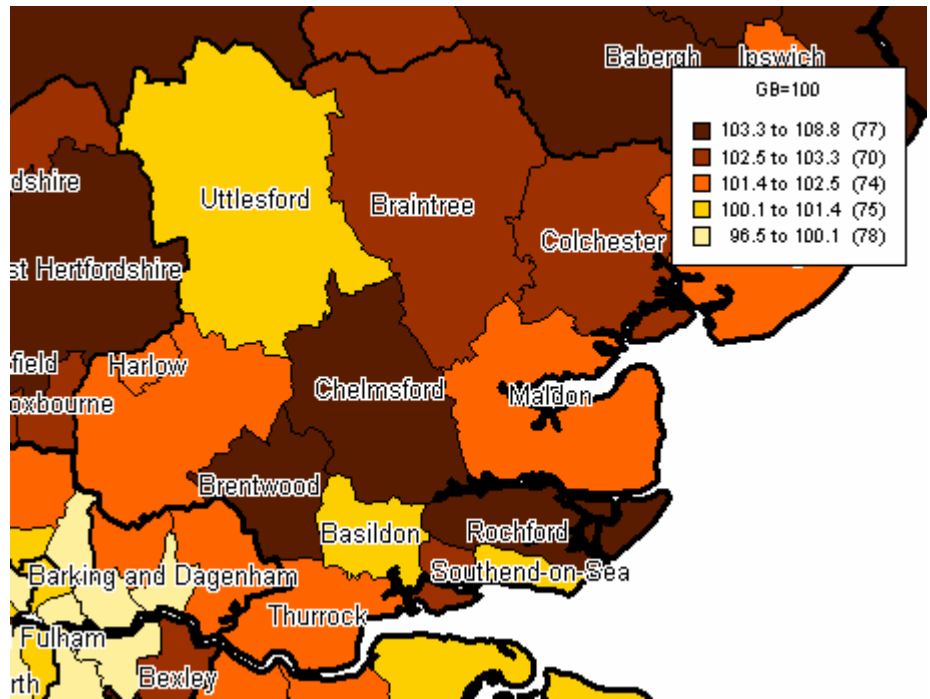 Babergh
Ipswich
GB=100
103.3 to 108.8 (77)
102.5 to 103.3 (70)
101.4 to 102.5 (74)
100.1 to 101.4 (75)
96.5 to 100.1 (78)
dshire
Uttlesford
Braintree
Colchester
st Hertfordshire
field
Harlow
oxbourne
Chelmsford
Maldon
Brentwood
Basildon
Rochford
Southend-on-Sea
Barking and Dagenham
Thurrock
Fulham
rth
Bexley